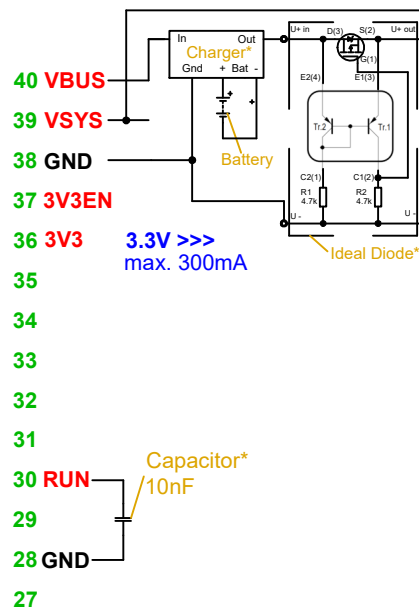 U+ in D(3) S(2) U+ out
In Out
Charger*
G(1)
Gnd + Bat -
E2(4) E1(3)
40 VBUS
+
+
39 VSYS
Tr.2 Tr.1
38 GND
Battery
C2(1) C1(2)
37 3V3EN
R1 R2
4.7k 4.7k
U - U -
36 3V3 3.3V >>>
max. 300mA
Ideal Diode*
35
34
33
32
31
30 RUN
Capacitor*
10nF
29
28 GND
27